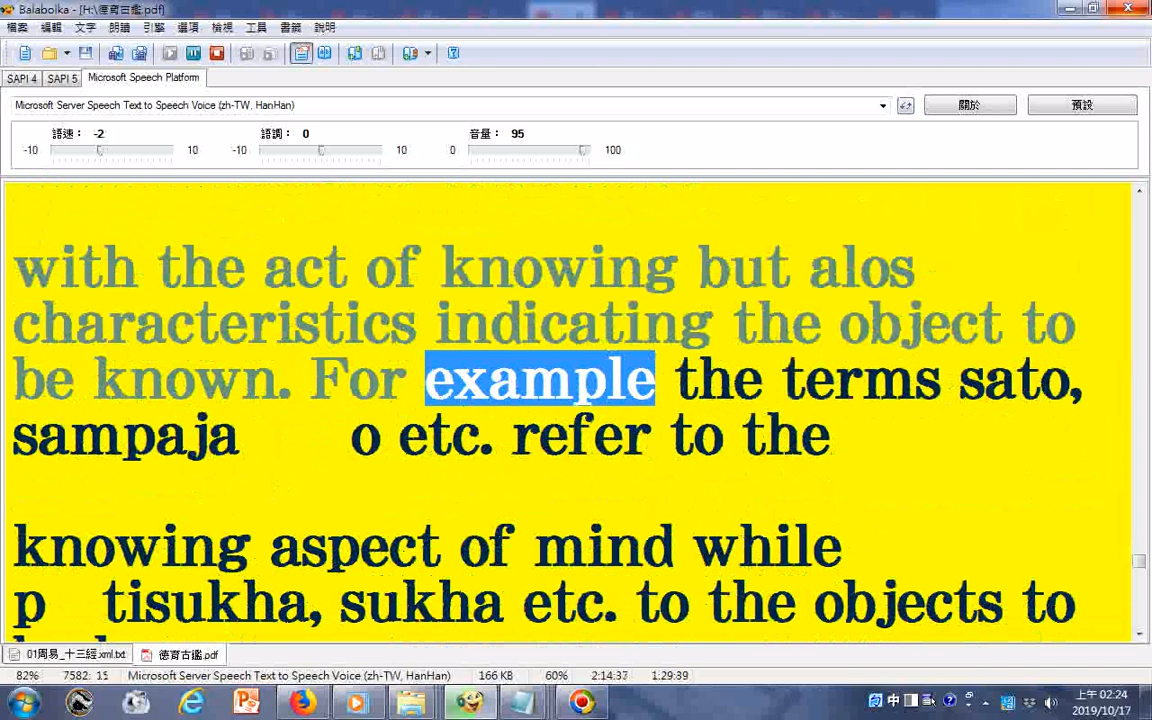 Balabolka - [H:\德育古鑑.pdf]
檔案 編輯 文字 朗讀 引擎 選項 檢視 工具 書籤 說明
SAPI 4 SAPI 5 Microsoft Speech Platform
Microsoft Server Speech Text to Speech Voice (zh-TW, HanHan) 關於 預設
語速： -2 語調： 0 音量： 95
-10 10 -10 10 0 100
with the act of knowing but alos
characteristics indicating the object to
be known. For example the terms sato,
sampaja o etc. refer to the
knowing aspect of mind while
p tisukha, sukha etc. to the objects to
01周易_十三經.xml.txt 德育古鑑.pdf
82% 7582: 15 Microsoft Server Speech Text to Speech Voice (zh-TW, HanHan) 166 KB 60% 2:14:37 1:29:39
中 上午 02:24
2019/10/17